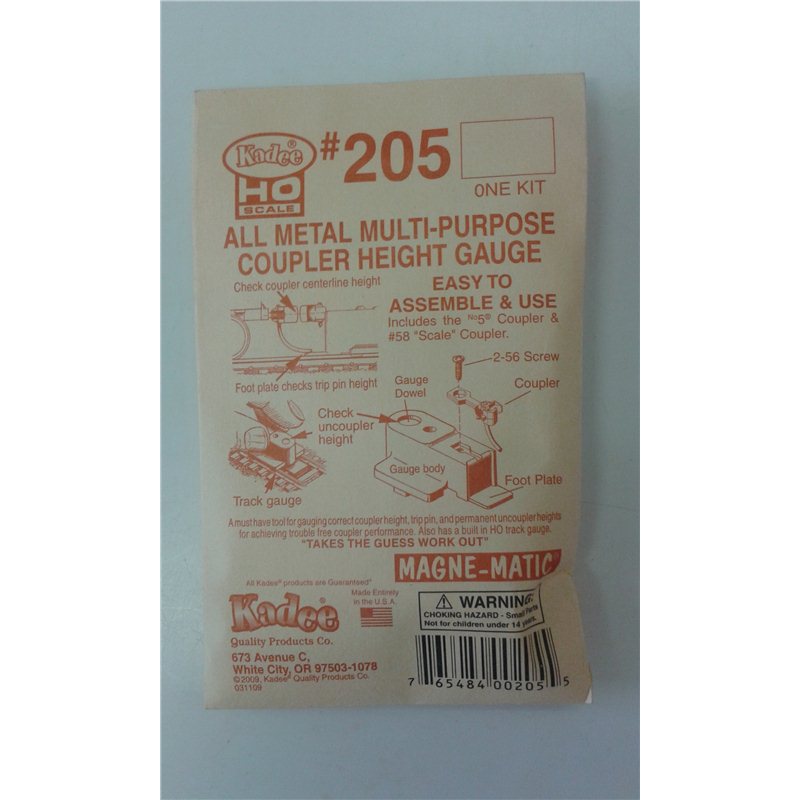 Kadee®
HO
SCALE
#205
ONE KIT
ALL METAL MULTI-PURPOSE
COUPLER HEIGHT GAUGE
Check coupler centerline height
EASY TO
ASSEMBLE & USE
Includes the No5® Coupler &
#58 "Scale" Coupler.
Foot plate checks trip pin height
2-56 Screw
Gauge
Dowel
Coupler
Check
uncoupler
height
Gauge body
Foot Plate
Track gauge
A must have tool for gauging correct coupler height, trip pin, and permanent uncoupler heights
for achieving trouble free coupler performance. Also has a built in HO track gauge.
"TAKES THE GUESS WORK OUT"
MAGNE-MATIC®
All Kadee® products are Guaranteed"
Made Entirely
in the U.S.A.
Kadee®
Quality Products Co.
673 Avenue C,
White City, OR 97503-1078
©2009, Kadee® Quality Products Co.
031109
WARNING:
CHOKING HAZARD - Small Parts
Not for children under 14 years.
7 65484 00205 5